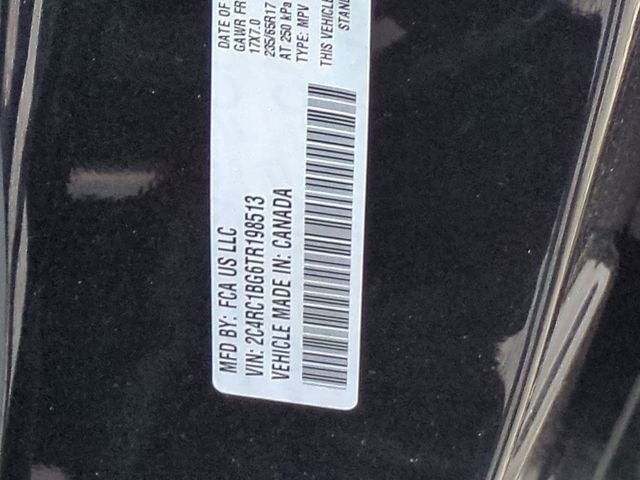 MFD BY: FCA US LLC
DATE OF
GAWR FR
17X7.0
235/65R17
AT 250 kPa
TYPE: MPV
VIN: 2C4RC1BG6TR198513
VEHICLE MADE IN: CANADA
THIS VEHICLE
STAN